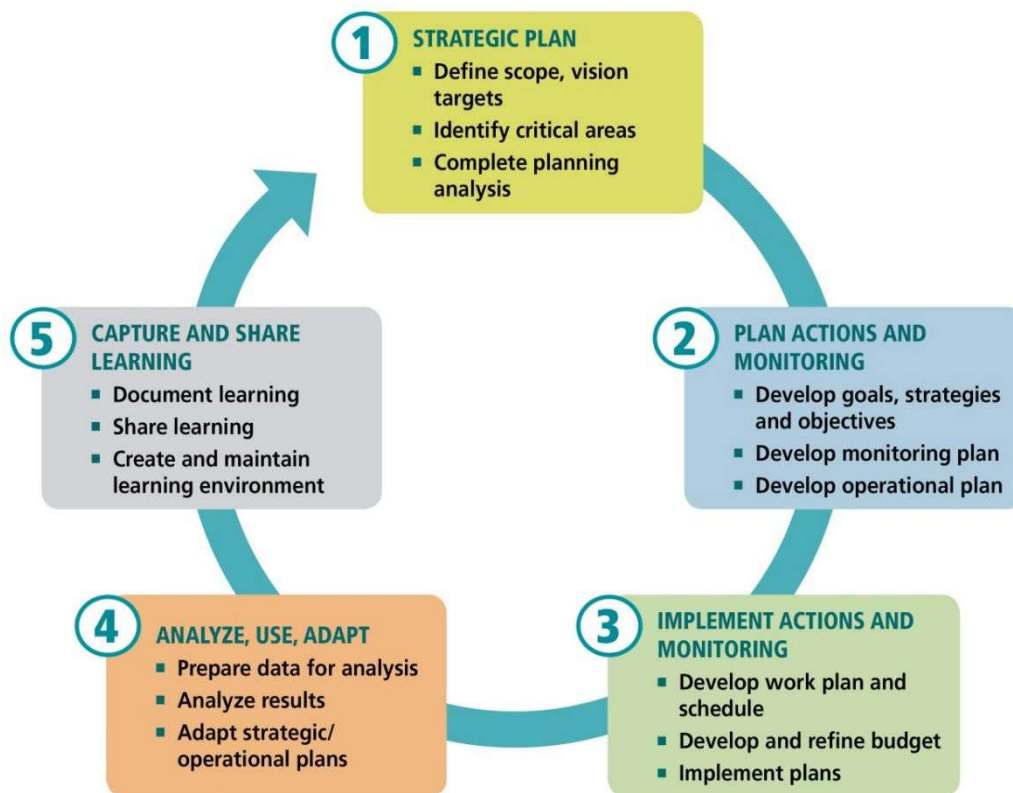 1
STRATEGIC PLAN
▪ Define scope, vision
targets
▪ Identify critical areas
▪ Complete planning
analysis
2
PLAN ACTIONS AND
MONITORING
▪ Develop goals, strategies
and objectives
▪ Develop monitoring plan
▪ Develop operational plan
3
IMPLEMENT ACTIONS AND
MONITORING
▪ Develop work plan and
schedule
▪ Develop and refine budget
▪ Implement plans
4
ANALYZE, USE, ADAPT
▪ Prepare data for analysis
▪ Analyze results
▪ Adapt strategic/
operational plans
5
CAPTURE AND SHARE
LEARNING
▪ Document learning
▪ Share learning
▪ Create and maintain
learning environment